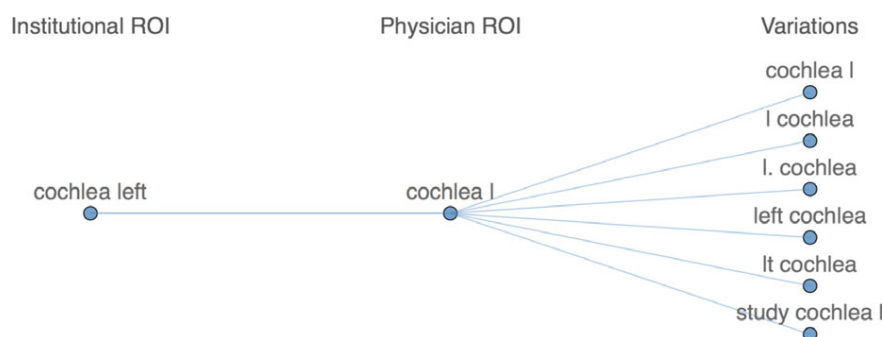 Institutional ROI
Physician ROI
Variations
cochlea left
cochlea l
cochlea l
l cochlea
l. cochlea
left cochlea
lt cochlea
study cochlea l